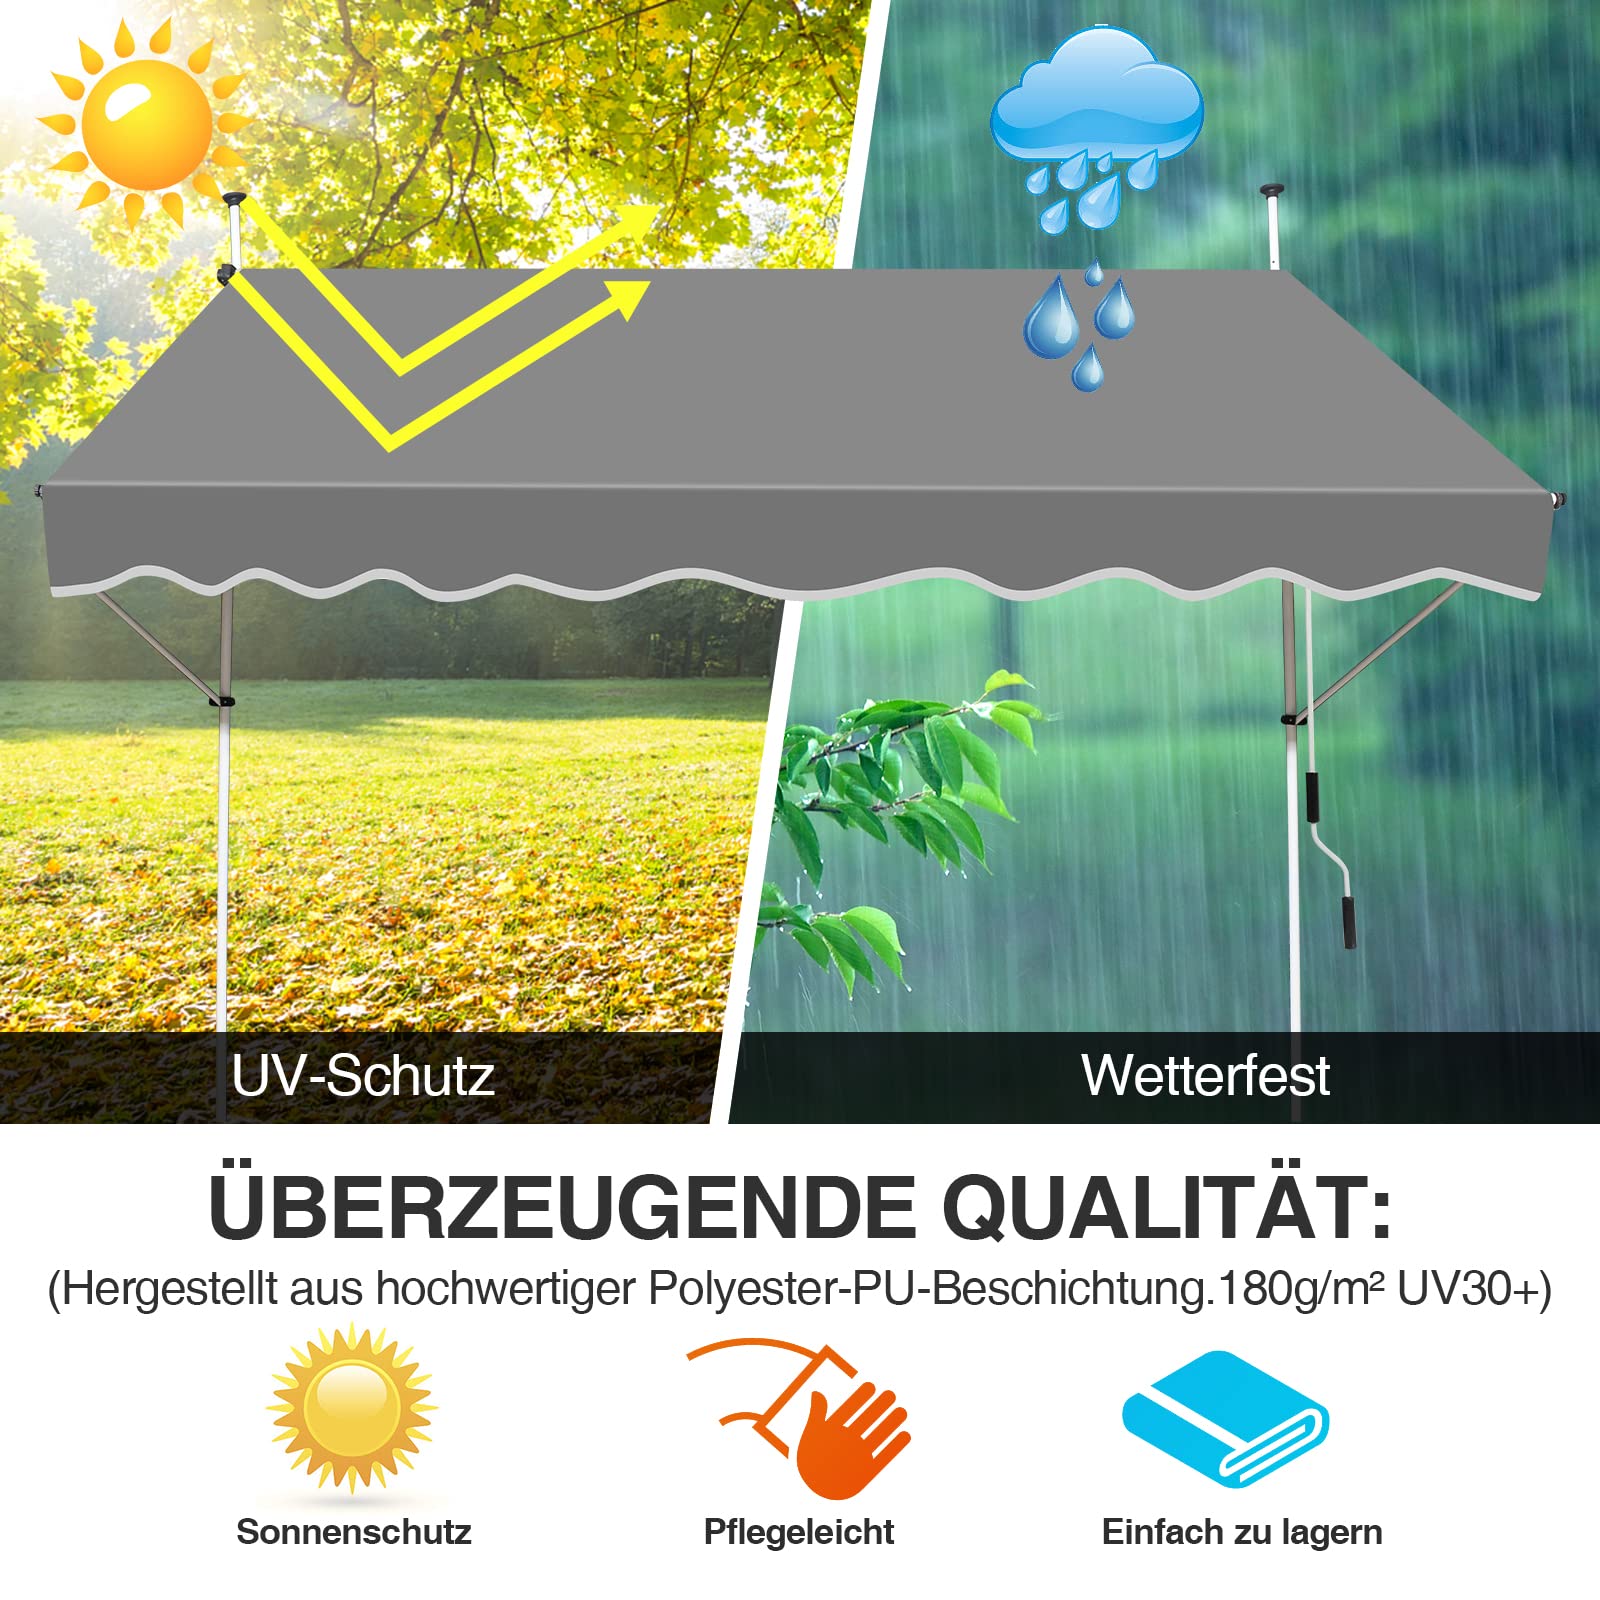 UV-Schutz
Wetterfest
ÜBERZEUGENDE QUALITÄT:
(Hergestellt aus hochwertiger Polyester-PU-Beschichtung.180g/m² UV30+)
Sonnenschutz
Pflegeleicht
Einfach zu lagern